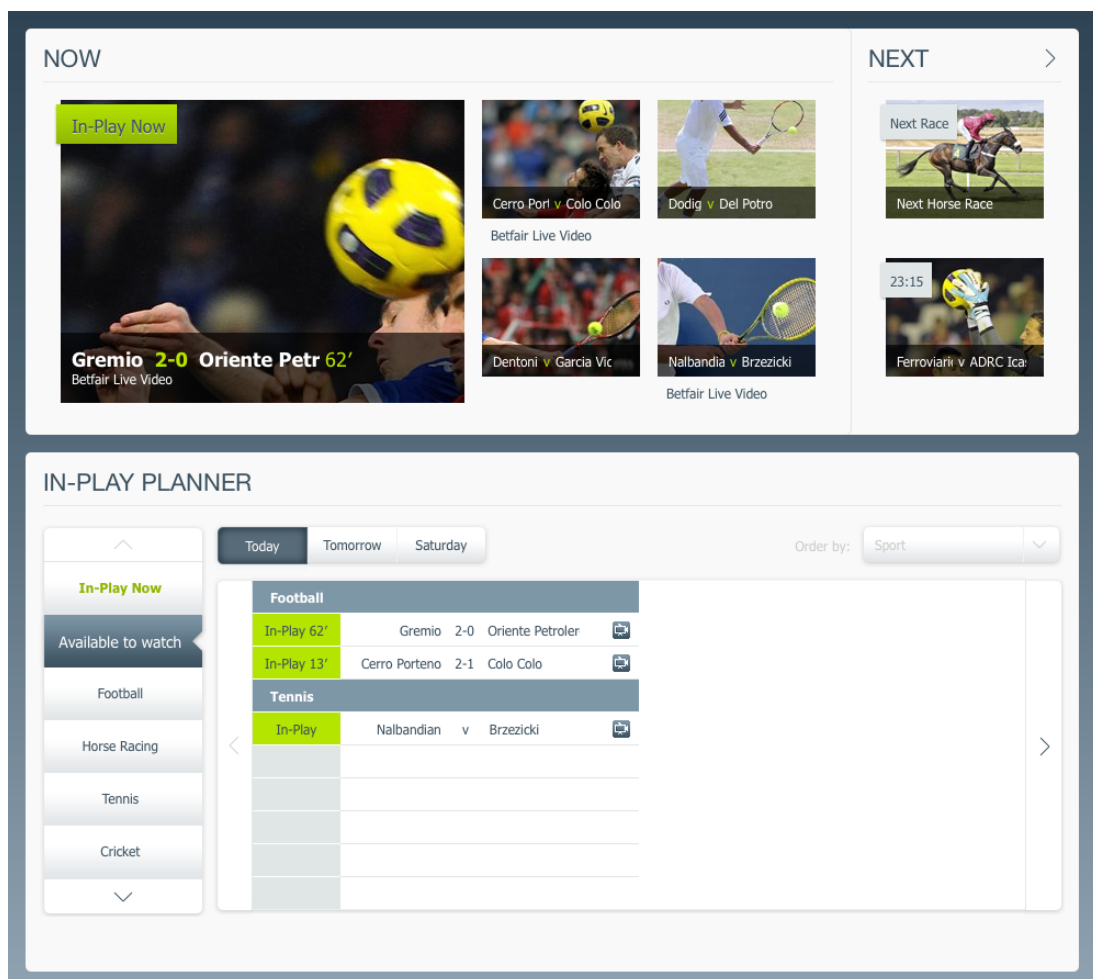 NOW
In-Play Now
Gremio 2-0 Oriente Petr 62′
Betfair Live Video
Cerro Porl v Colo Colo
Betfair Live Video
Dodig v Del Potro
Dentoni v Garcia Vic
Nalbandia v Brzezicki
Betfair Live Video
NEXT
Next Race
Next Horse Race
23:15
Ferroviari v ADRC Ica
IN-PLAY PLANNER
In-Play Now
Available to watch
Football
Horse Racing
Tennis
Cricket
Today Tomorrow Saturday
Order by: Sport
Football
In-Play 62′ Gremio 2-0 Oriente Petroler
In-Play 13′ Cerro Porteno 2-1 Colo Colo
Tennis
In-Play Nalbandian v Brzezicki